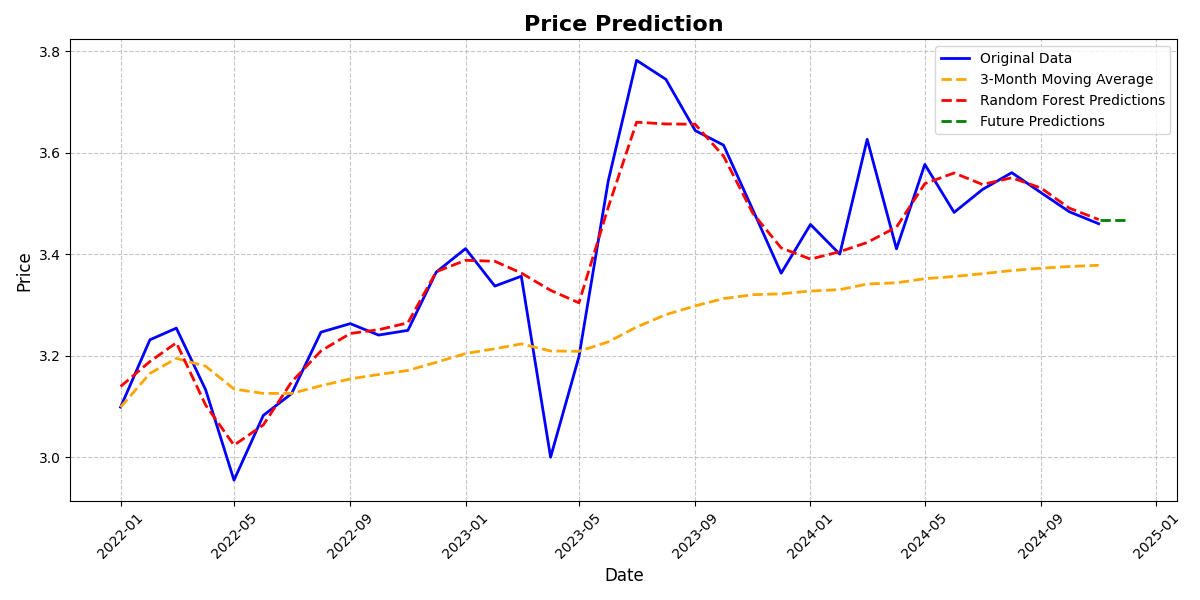 Price Prediction
Original Data
3-Month Moving Average
Random Forest Predictions
Future Predictions
Price
3.8
3.6
3.4
3.2
3.0
2022-01
2022-05
2022-09
2023-01
2023-05
2023-09
2024-01
2024-05
2024-09
2025-01
Date